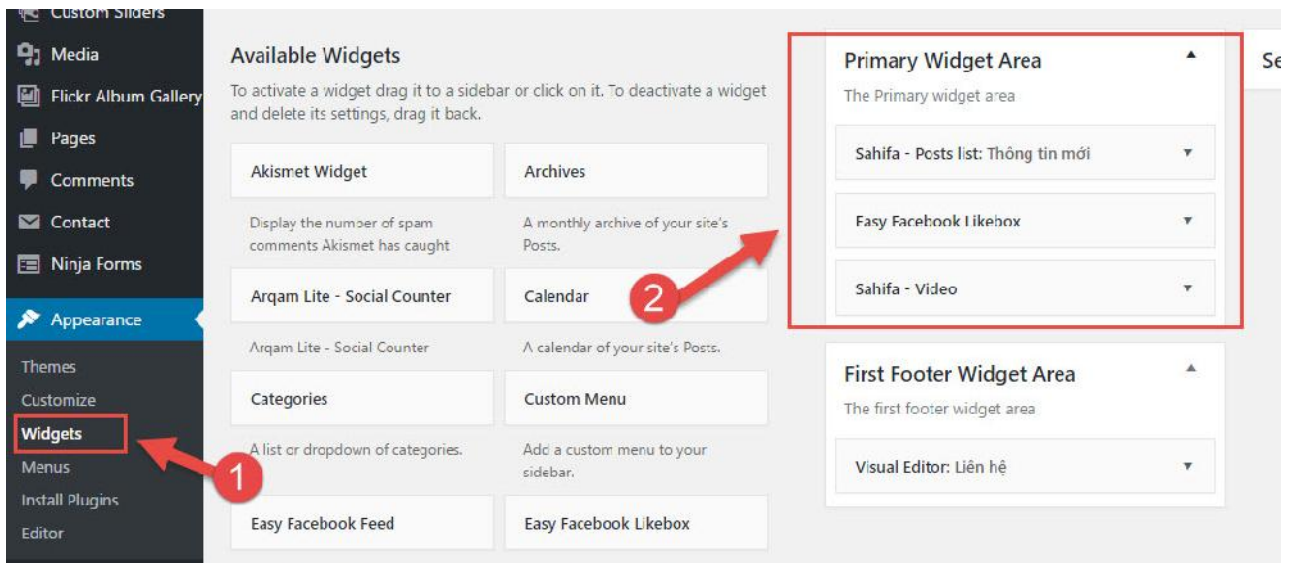 Custom Sliders
Media
Flickr Album Gallery
Pages
Comments
Contact
Ninja Forms
Appearance
Themes
Customize
Widgets
Menus
Install Plugins
Editor
1
Available Widgets
To activate a widget drag it to a sidebar or click on it. To deactivate a widget
and delete its settings, drag it back.
Akismet Widget
Archives
Display the number of spam
comments Akismet has caught
A monthly archive of your site's
Posts.
Arqam Lite - Social Counter
Calendar
2
Arqam Lite - Social Counter
A calendar of your site's Posts.
Categories
Custom Menu
A list or dropdown of categories.
Add a custom menu to your
sidebar.
Easy Facebook Feed
Easy Facebook Likebox
Primary Widget Area
The Primary widget area
Sahifa - Posts list: Thông tin mới
Easy Facebook Likebox
Sahifa - Video
First Footer Widget Area
The first footer widget area
Visual Editor: Liên hệ
Se